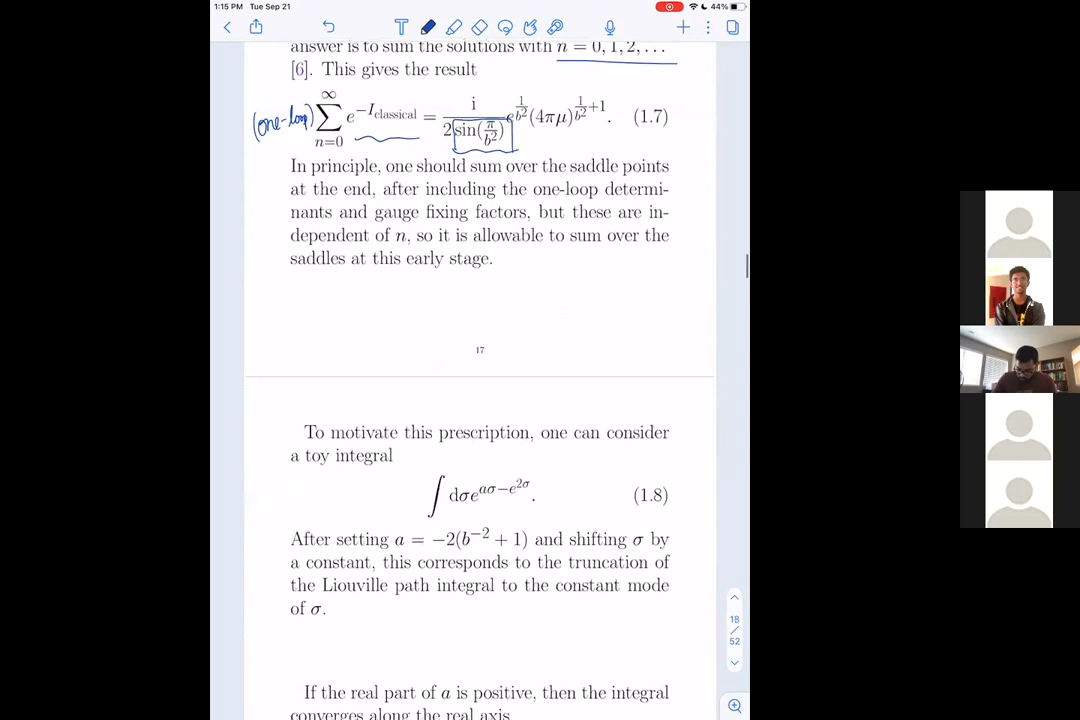 1:15 PM Tue Sep 21
44%
answer is to sum the solutions with n = 0, 1, 2, . . .
[6]. This gives the result
(one-loop) ∑_{n=0}^{∞} e^{−I_classical} = i / (2 sin(π/b²)) e^{1/b²} (4πμ)^{1/b² + 1}. (1.7)
In principle, one should sum over the saddle points
at the end, after including the one-loop determi-
nants and gauge fixing factors, but these are in-
dependent of n, so it is allowable to sum over the
saddles at this early stage.
17
To motivate this prescription, one can consider
a toy integral
∫ dσe^{aσ−e^{2σ}}. (1.8)
After setting a = −2(b^{−2} + 1) and shifting σ by
a constant, this corresponds to the truncation of
the Liouville path integral to the constant mode
of σ.
18
/
52
If the real part of a is positive, then the integral
converges along the real axis